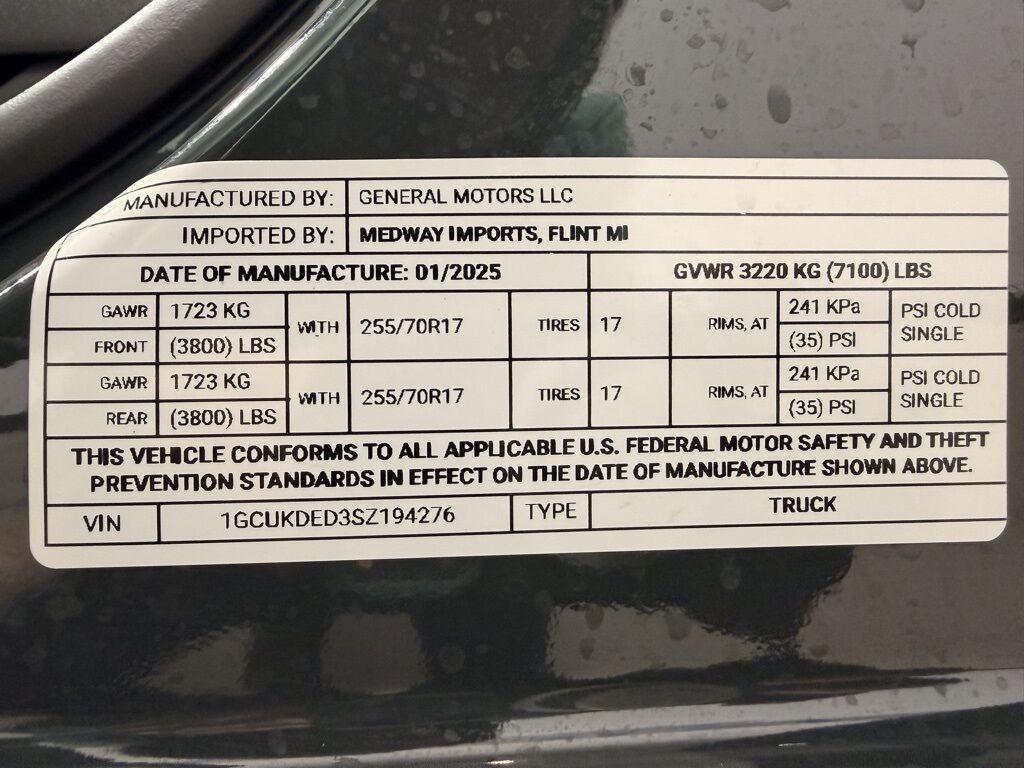 MANUFACTURED BY: GENERAL MOTORS LLC
IMPORTED BY: MEDWAY IMPORTS, FLINT MI
DATE OF MANUFACTURE: 01/2025 GVWR 3220 KG (7100) LBS
GAWR 1723 KG WITH 255/70R17 TIRES 17 RIMS, AT 241 KPa PSI COLD
FRONT (3800) LBS (35) PSI SINGLE
GAWR 1723 KG WITH 255/70R17 TIRES 17 RIMS, AT 241 KPa PSI COLD
REAR (3800) LBS (35) PSI SINGLE
THIS VEHICLE CONFORMS TO ALL APPLICABLE U.S. FEDERAL MOTOR SAFETY AND THEFT
PREVENTION STANDARDS IN EFFECT ON THE DATE OF MANUFACTURE SHOWN ABOVE.
VIN 1GCUKDED3SZ194276 TYPE TRUCK